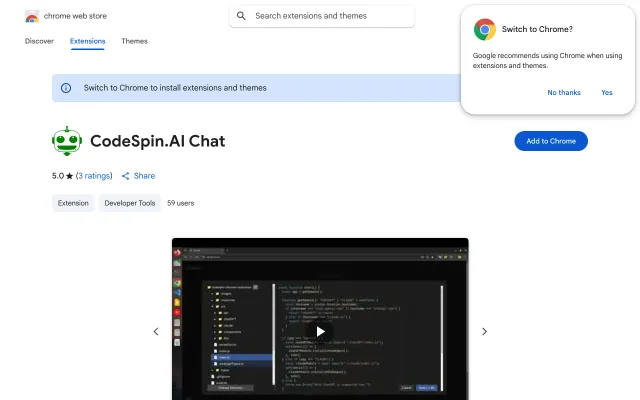 chrome web store
Search extensions and themes
Switch to Chrome?
Google recommends using Chrome when using
extensions and themes.
No thanks
Yes
Discover
Extensions
Themes
Switch to Chrome to install extensions and themes
CodeSpin.AI Chat
Add to Chrome
5.0 ★ (3 ratings)
Share
Extension
Developer Tools
59 users